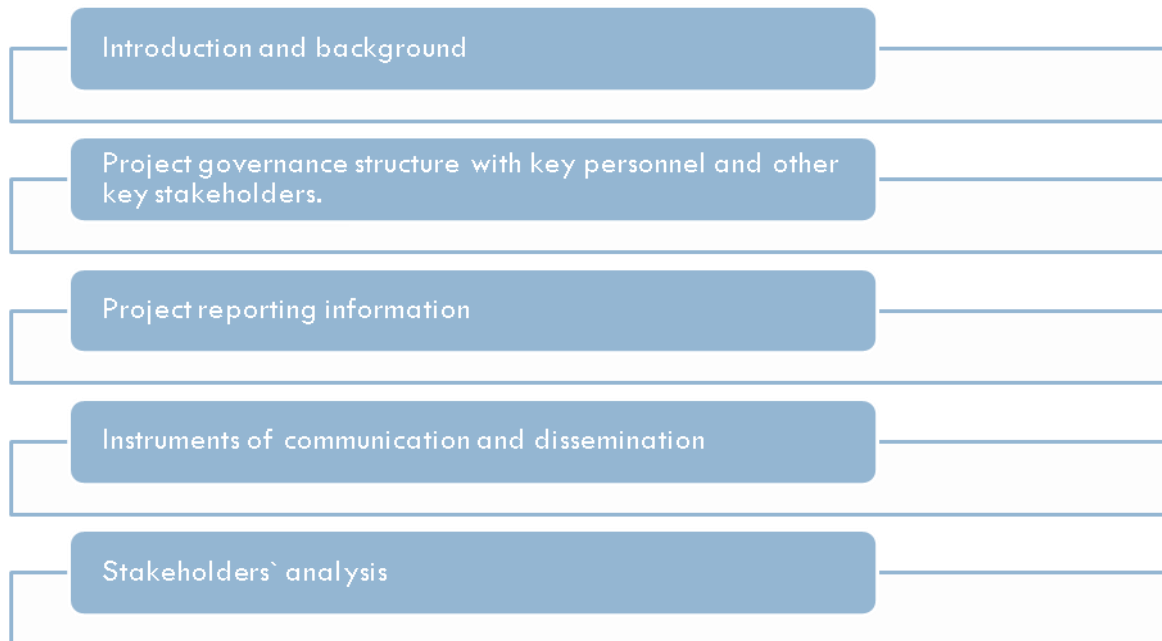 Introduction and background
Project governance structure with key personnel and other
key stakeholders.
Project reporting information
Instruments of communication and dissemination
Stakeholders` analysis